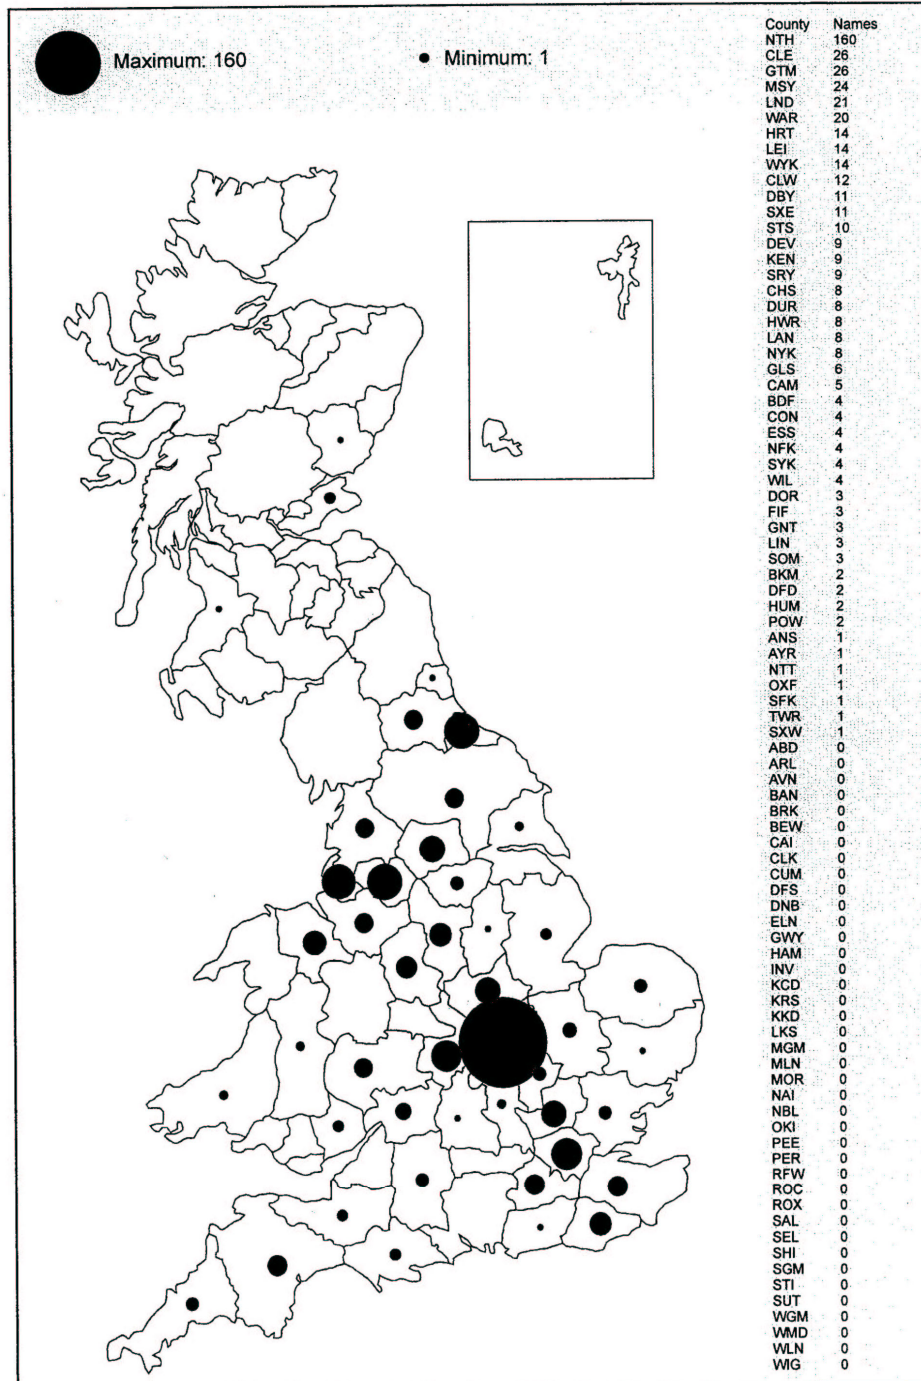 Maximum: 160
Minimum: 1
County Names
NTH 160
CLE 26
GTM 26
MSY 24
LND 21
WAR 20
HRT 14
LEI 14
WYK 14
CLW 12
DBY 11
SXE 11
STS 10
DEV 9
KEN 9
SRY 9
CHS 8
DUR 8
HWR 8
LAN 8
NYK 8
GLS 6
CAM 5
BDF 4
CON 4
ESS 4
NFK 4
SYK 4
WIL 4
DOR 3
FIF 3
GNT 3
LIN 3
SOM 3
BKM 2
DFD 2
HUM 2
POW 2
ANS 1
AYR 1
NTT 1
OXF 1
SFK 1
TWR 1
SXW 1
ABD 0
ARL 0
AVN 0
BAN 0
BRK 0
BEW 0
CAI 0
CLK 0
CUM 0
DFS 0
DNB 0
ELN 0
GWY 0
HAM 0
INV 0
KCD 0
KRS 0
KKD 0
LKS 0
MGM 0
MLN 0
MOR 0
NAI 0
NBL 0
OKI 0
PEE 0
PER 0
RFW 0
ROC 0
ROX 0
SAL 0
SEL 0
SHI 0
SGM 0
STI 0
SUT 0
WGM 0
WMD 0
WLN 0
WIG 0